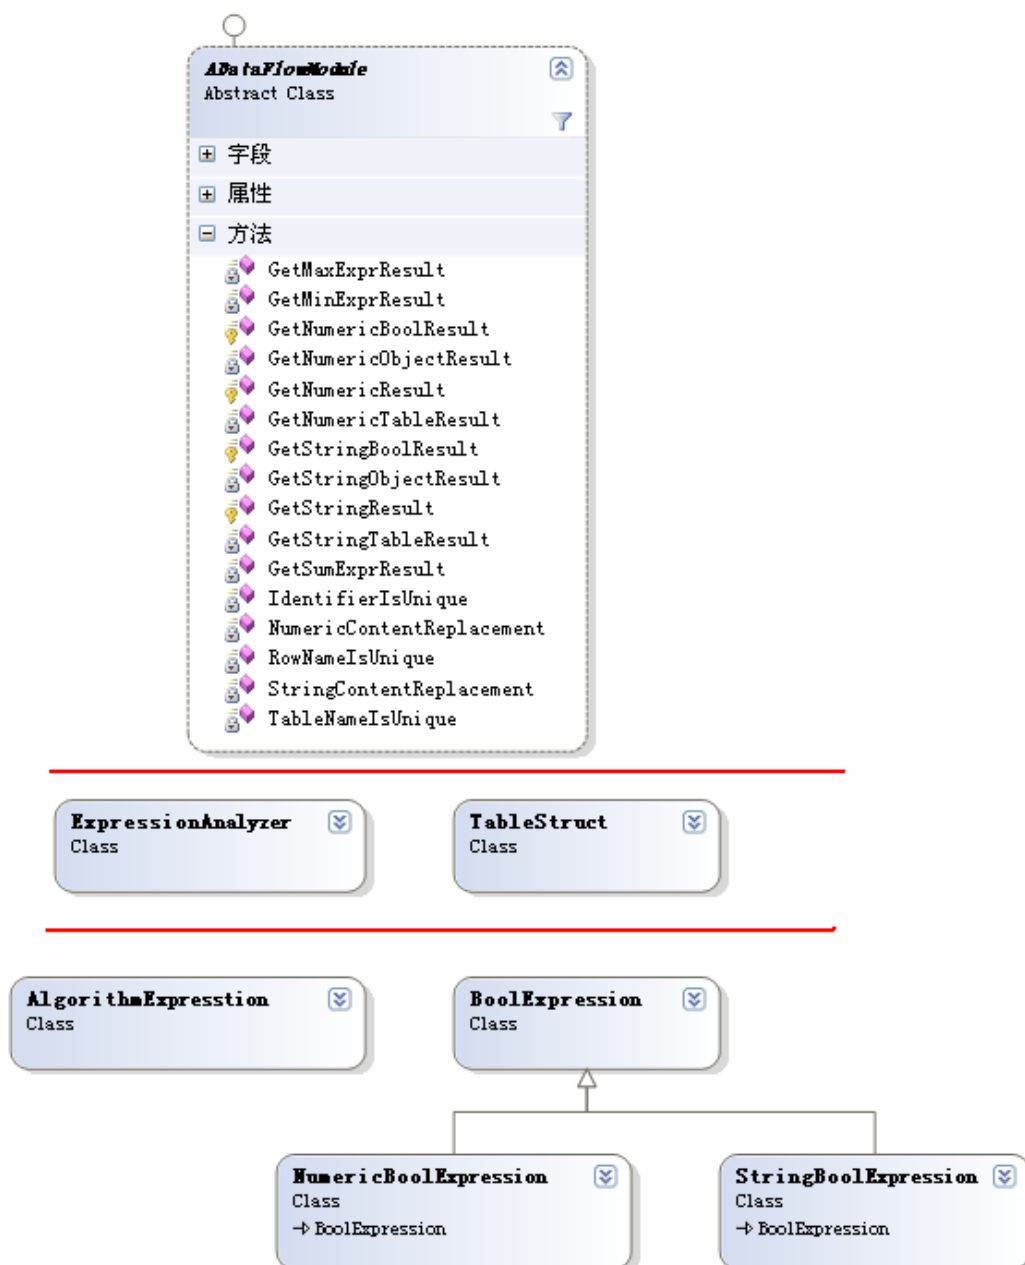 ADataFlowModule
Abstract Class
字段
属性
方法
GetMaxExprResult
GetMinExprResult
GetNumericBoolResult
GetNumericObjectResult
GetNumericResult
GetNumericTableResult
GetStringBoolResult
GetStringObjectResult
GetStringResult
GetStringTableResult
GetSumExprResult
IdentifierIsUnique
NumericContentReplacement
RowNameIsUnique
StringContentReplacement
TableNameIsUnique
ExpressionAnalyzer
Class
TableStruct
Class
AlgorithmExpresstion
Class
BoolExpression
Class
NumericBoolExpression
Class
BoolExpression
StringBoolExpression
Class
BoolExpression